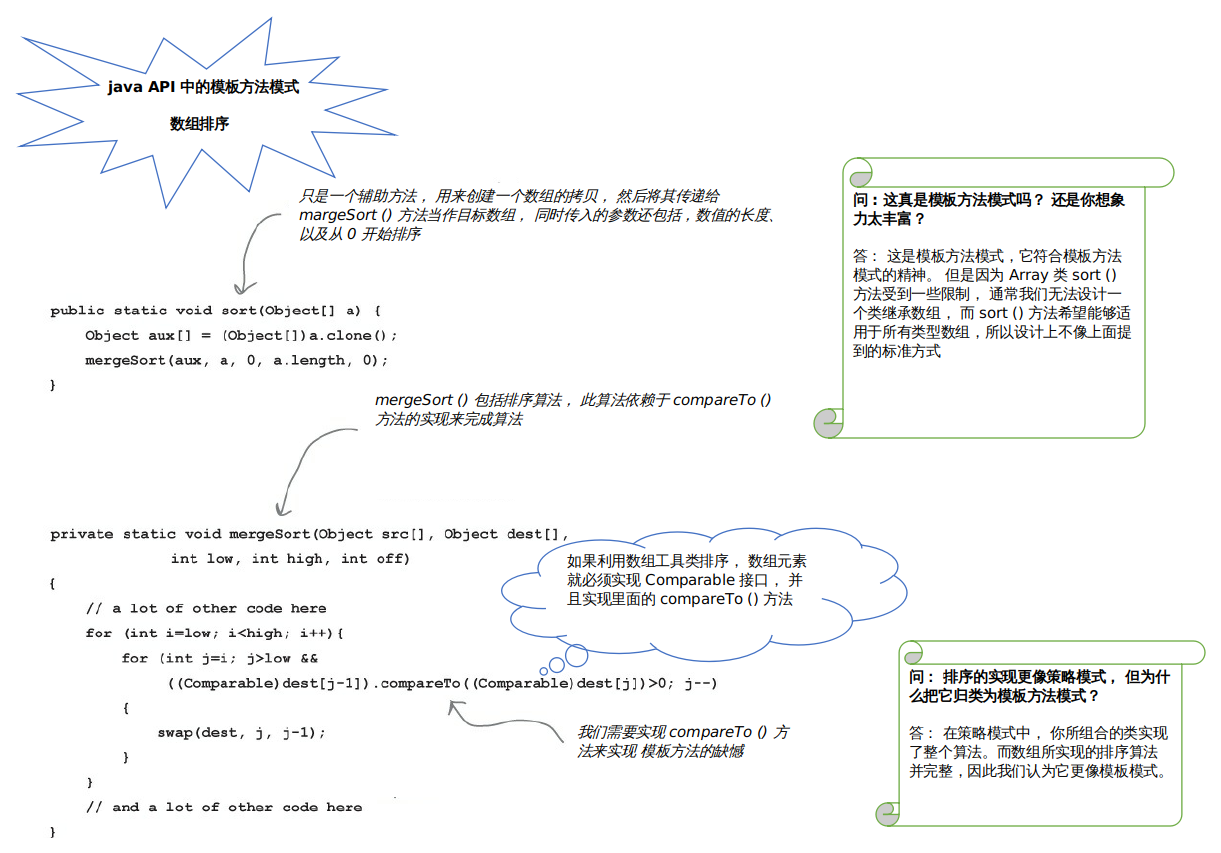 java API 中的模板方法模式
数组排序
只是一个辅助方法， 用来创建一个数组的拷贝， 然后将其传递给
margeSort () 方法当作目标数组， 同时传入的参数还包括，数值的长度、
以及从 0 开始排序
public static void sort(Object[] a) {
Object aux[] = (Object[])a.clone();
mergeSort(aux, a, 0, a.length, 0);
}
问：这真是模板方法模式吗？ 还是你想象
力太丰富？
答： 这是模板方法模式，它符合模板方法
模式的精神。 但是因为 Array 类 sort ()
方法受到一些限制， 通常我们无法设计一
个类继承数组， 而 sort () 方法希望能够适
用于所有类型数组，所以设计上不像上面提
到的标准方式
mergeSort () 包括排序算法， 此算法依赖于 compareTo ()
方法的实现来完成算法
private static void mergeSort(Object src[], Object dest[],
int low, int high, int off)
{
// a lot of other code here
for (int i=low; i<high; i++){
for (int j=i; j>low &&
((Comparable)dest[j-1]).compareTo((Comparable)dest[j])>0; j--)
{
swap(dest, j, j-1);
}
}
// and a lot of other code here
}
如果利用数组工具类排序， 数组元素
就必须实现 Comparable 接口， 并
且实现里面的 compareTo () 方法
我们需要实现 compareTo () 方
法来实现 模板方法的缺憾
问： 排序的实现更像策略模式， 但为什
么把它归类为模板方法模式？
答： 在策略模式中， 你所组合的类实现
了整个算法。而数组所实现的排序算法
并完整，因此我们认为它更像模板模式。